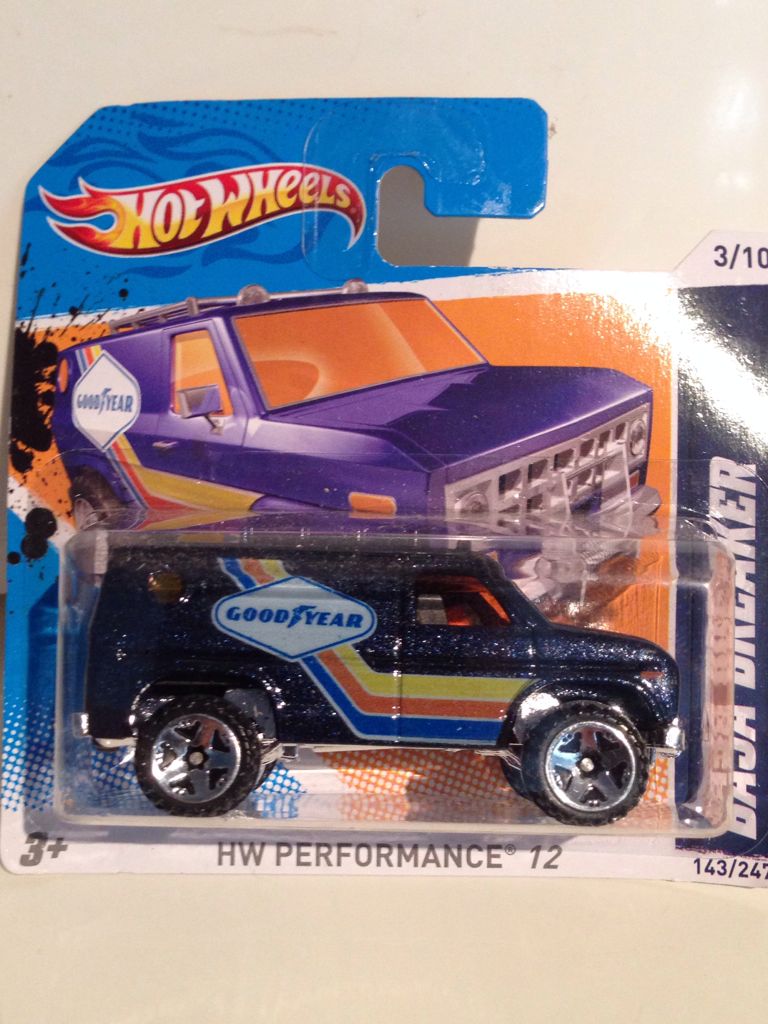 HOT WHEELS
3/10
GOODYEAR
GOODYEAR
BAJA BREAKER
3+
HW PERFORMANCE® 12
143/247